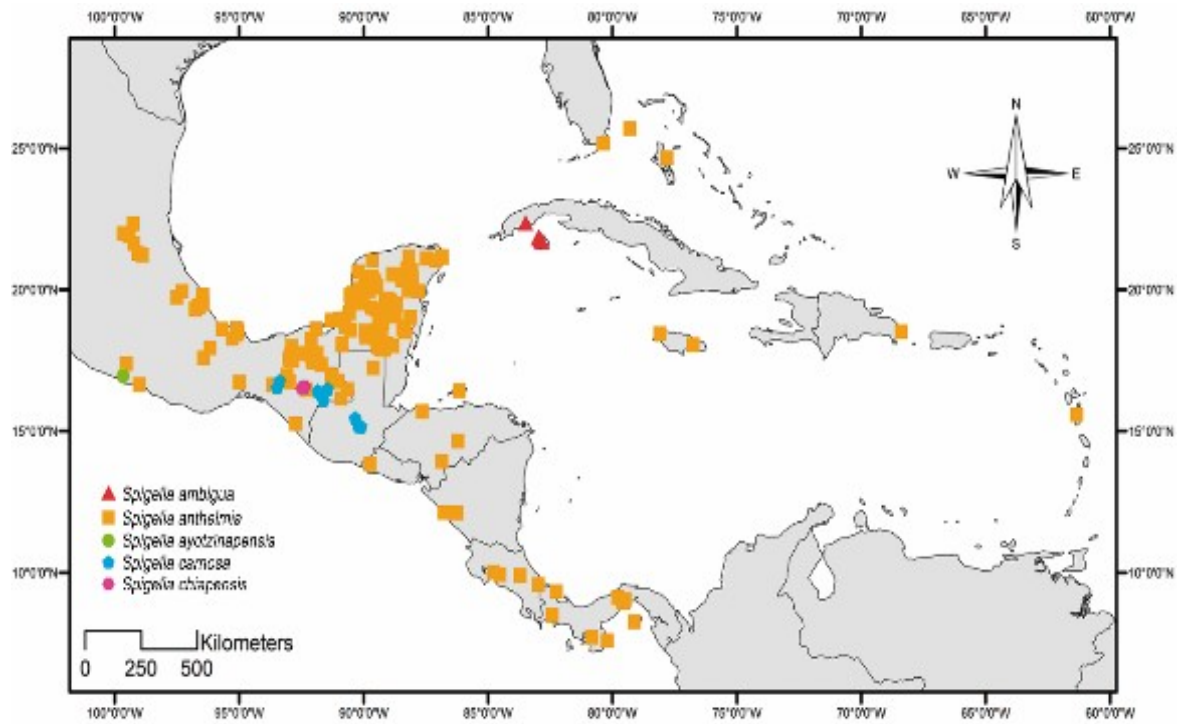 100°0'0"W 95°0'0"W 90°0'0"W 85°0'0"W 80°0'0"W 75°0'0"W 70°0'0"W 65°0'0"W 60°0'0"W
N
25°0'0"N 25°0'0"N
W E
S
20°0'0"N 20°0'0"N
15°0'0"N 15°0'0"N
Spigelia ambigua
Spigelia anthelmia
Spigelia ayotzinapensis
Spigelia carnosa
Spigelia chiapensis
10°0'0"N 10°0'0"N
Kilometers
0 250 500
100°0'0"W 95°0'0"W 90°0'0"W 85°0'0"W 80°0'0"W 75°0'0"W 70°0'0"W 65°0'0"W 60°0'0"W